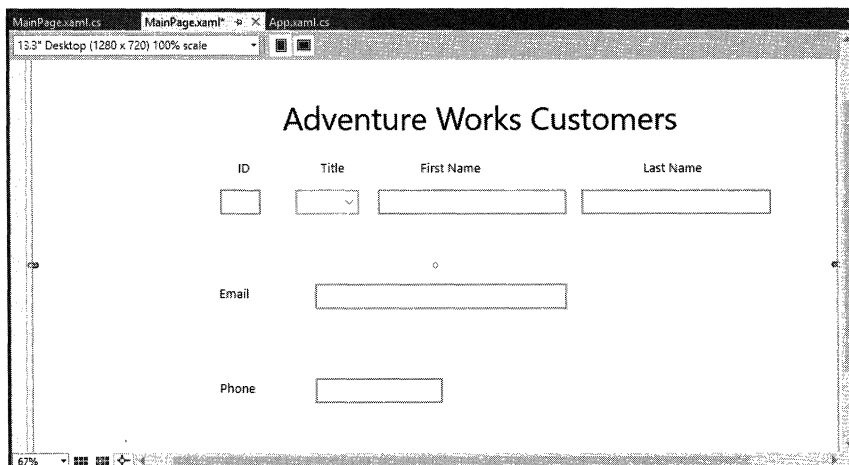 MainPage.xaml.cs MainPage.xaml* App.xaml.cs
13.3" Desktop (1280 x 720) 100% scale
Adventure Works Customers
ID Title First Name Last Name
Email
Phone
67%